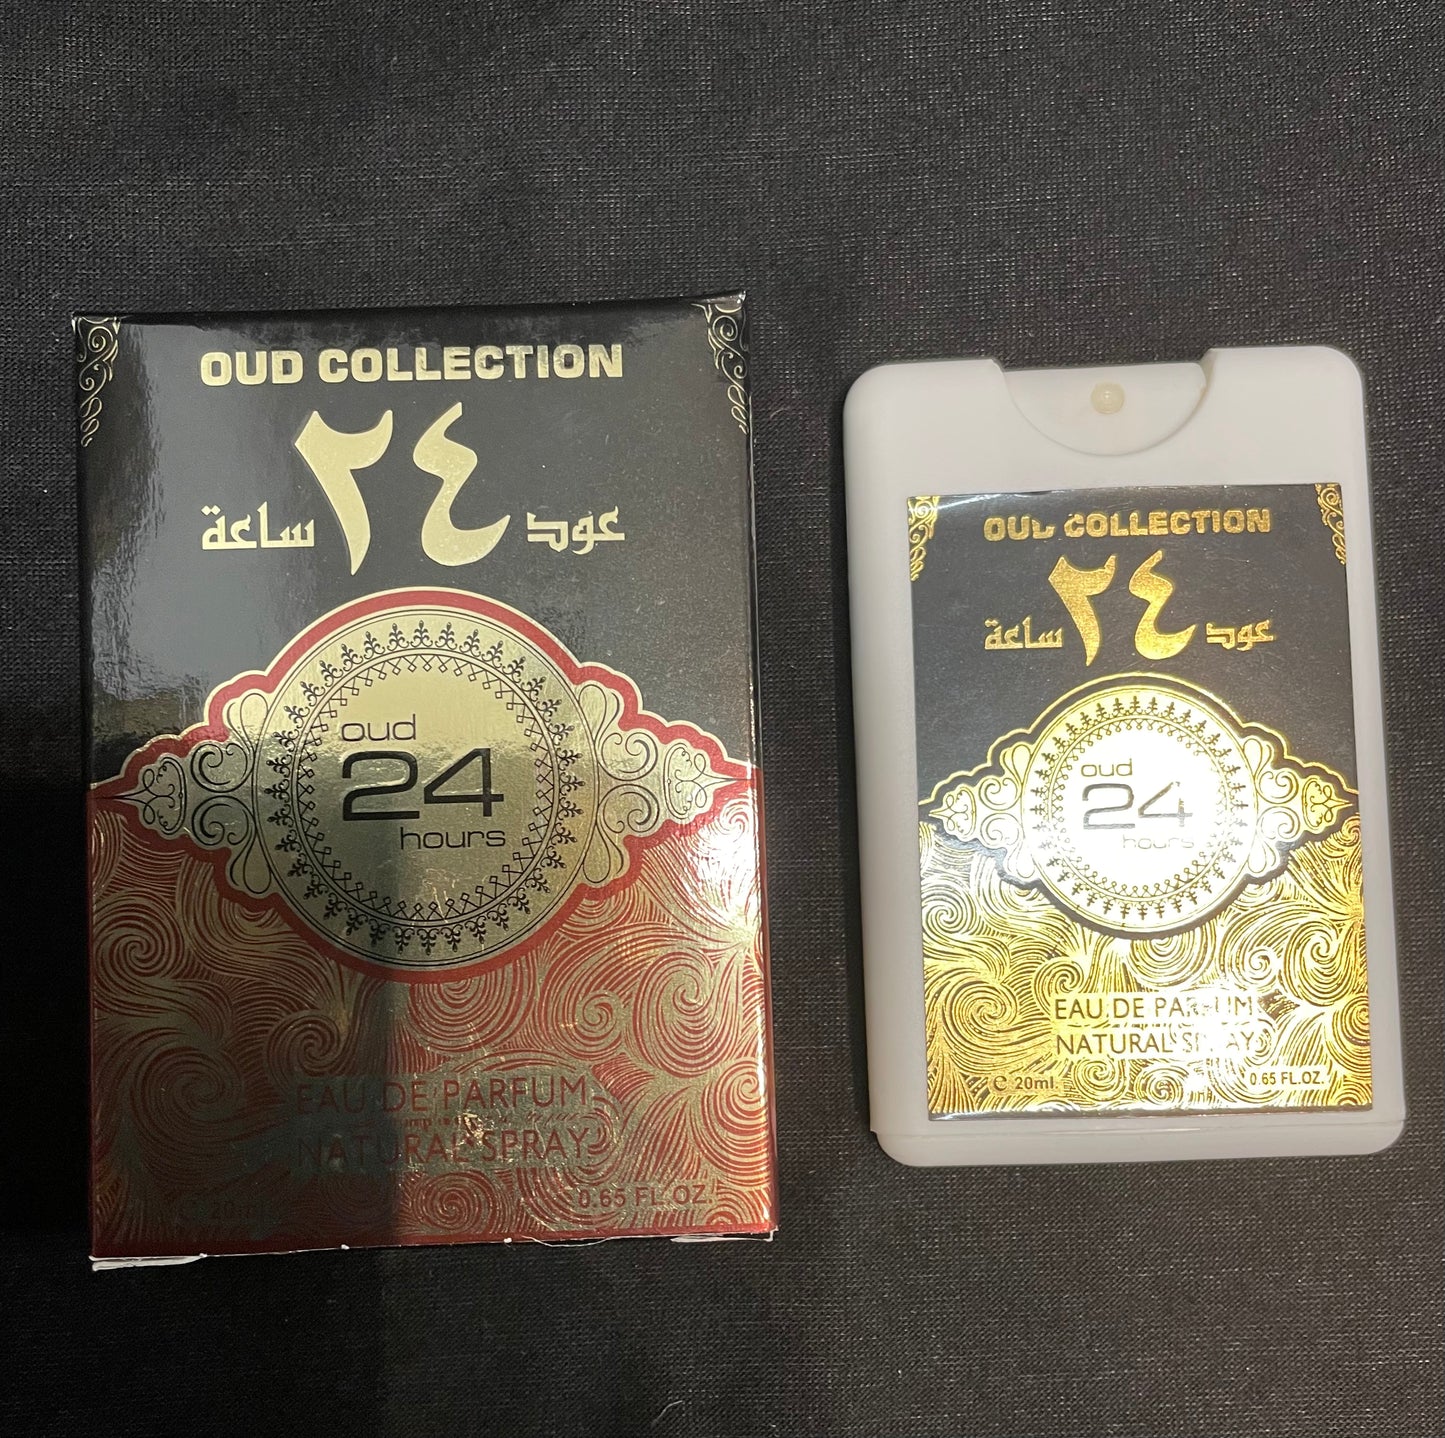 OUD COLLECTION
عود ٢٤ ساعة
oud
24
hours
EAU DE PARFUM
NATURAL SPRAY
0.65 FL.OZ.
OUD COLLECTION
عود ٢٤ ساعة
oud
24
hours
EAU DE PARFUM
NATURAL SPRAY
e 20ml. 0.65 FL.OZ.